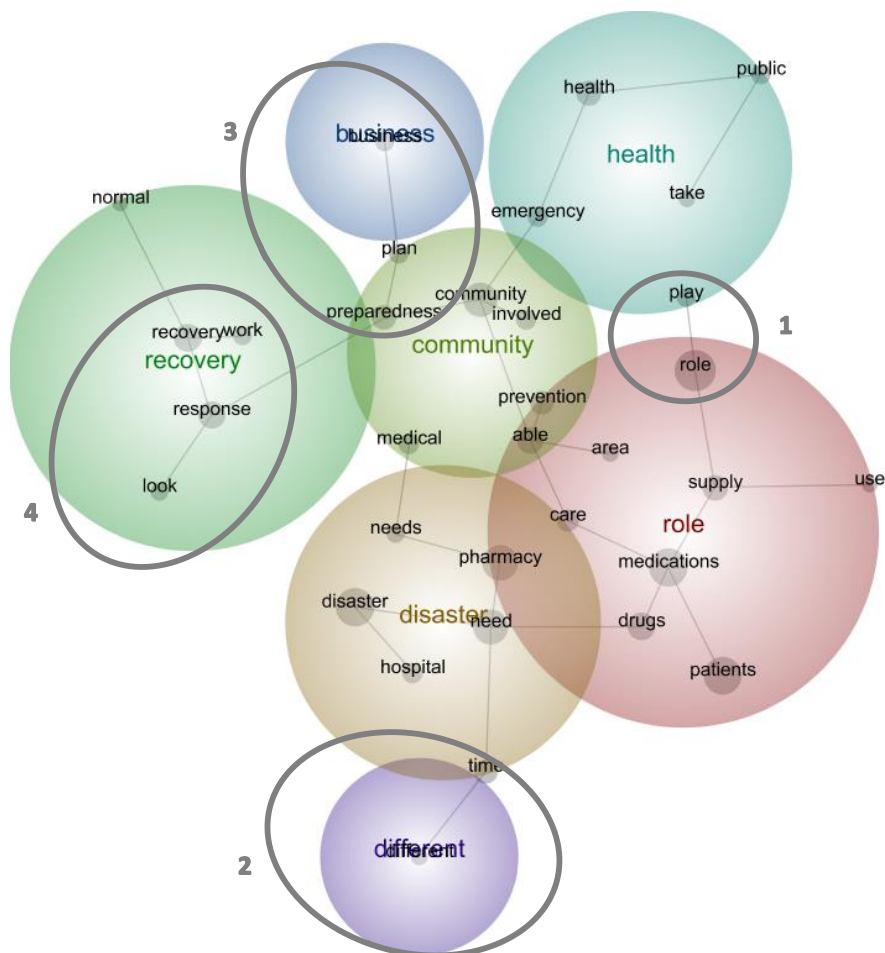 public
health
3
business
business
health
normal
take
emergency
plan
play
community
preparedness
involved
1
recovery
work
community
recovery
role
prevention
response
able
medical
area
look
supply
use
4
care
role
needs
pharmacy
medications
disaster
disaster
need
drugs
hospital
patients
time
different
different
2